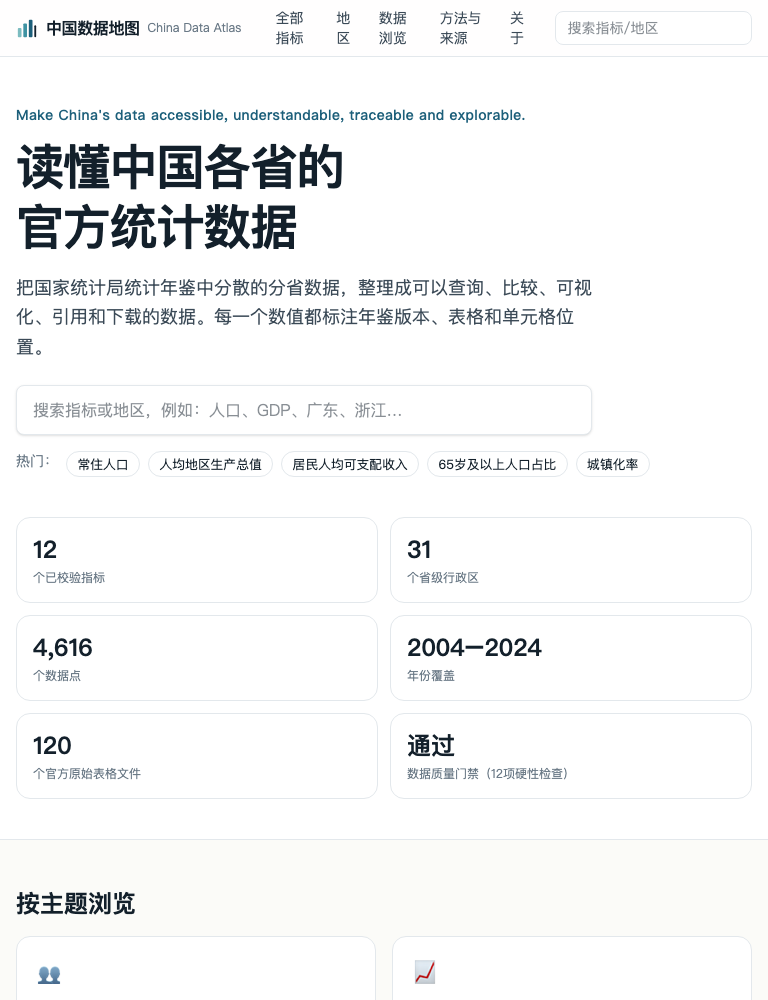 中国数据地图 China Data Atlas
全部指标
地区
数据浏览
方法与来源
关于
搜索指标/地区
Make China's data accessible, understandable, traceable and explorable.
读懂中国各省的
官方统计数据
把国家统计局统计年鉴中分散的分省数据，整理成可以查询、比较、可视
化、引用和下载的数据。每一个数值都标注年鉴版本、表格和单元格位
置。
搜索指标或地区，例如：人口、GDP、广东、浙江…
热门： 常住人口 人均地区生产总值 居民人均可支配收入 65岁及以上人口占比 城镇化率
12
个已校验指标
31
个省级行政区
4,616
个数据点
2004—2024
年份覆盖
120
个官方原始表格文件
通过
数据质量门禁（12项硬性检查）
按主题浏览